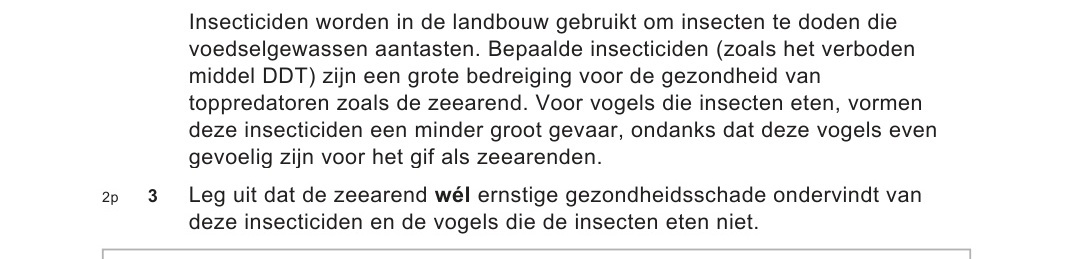 Insecticiden worden in de landbouw gebruikt om insecten te doden die
voedselgewassen aantasten. Bepaalde insecticiden (zoals het verboden
middel DDT) zijn een grote bedreiging voor de gezondheid van
toppredatoren zoals de zeearend. Voor vogels die insecten eten, vormen
deze insecticiden een minder groot gevaar, ondanks dat deze vogels even
gevoelig zijn voor het gif als zeearenden.
2p 3 Leg uit dat de zeearend wél ernstige gezondheidsschade ondervindt van
deze insecticiden en de vogels die de insecten eten niet.